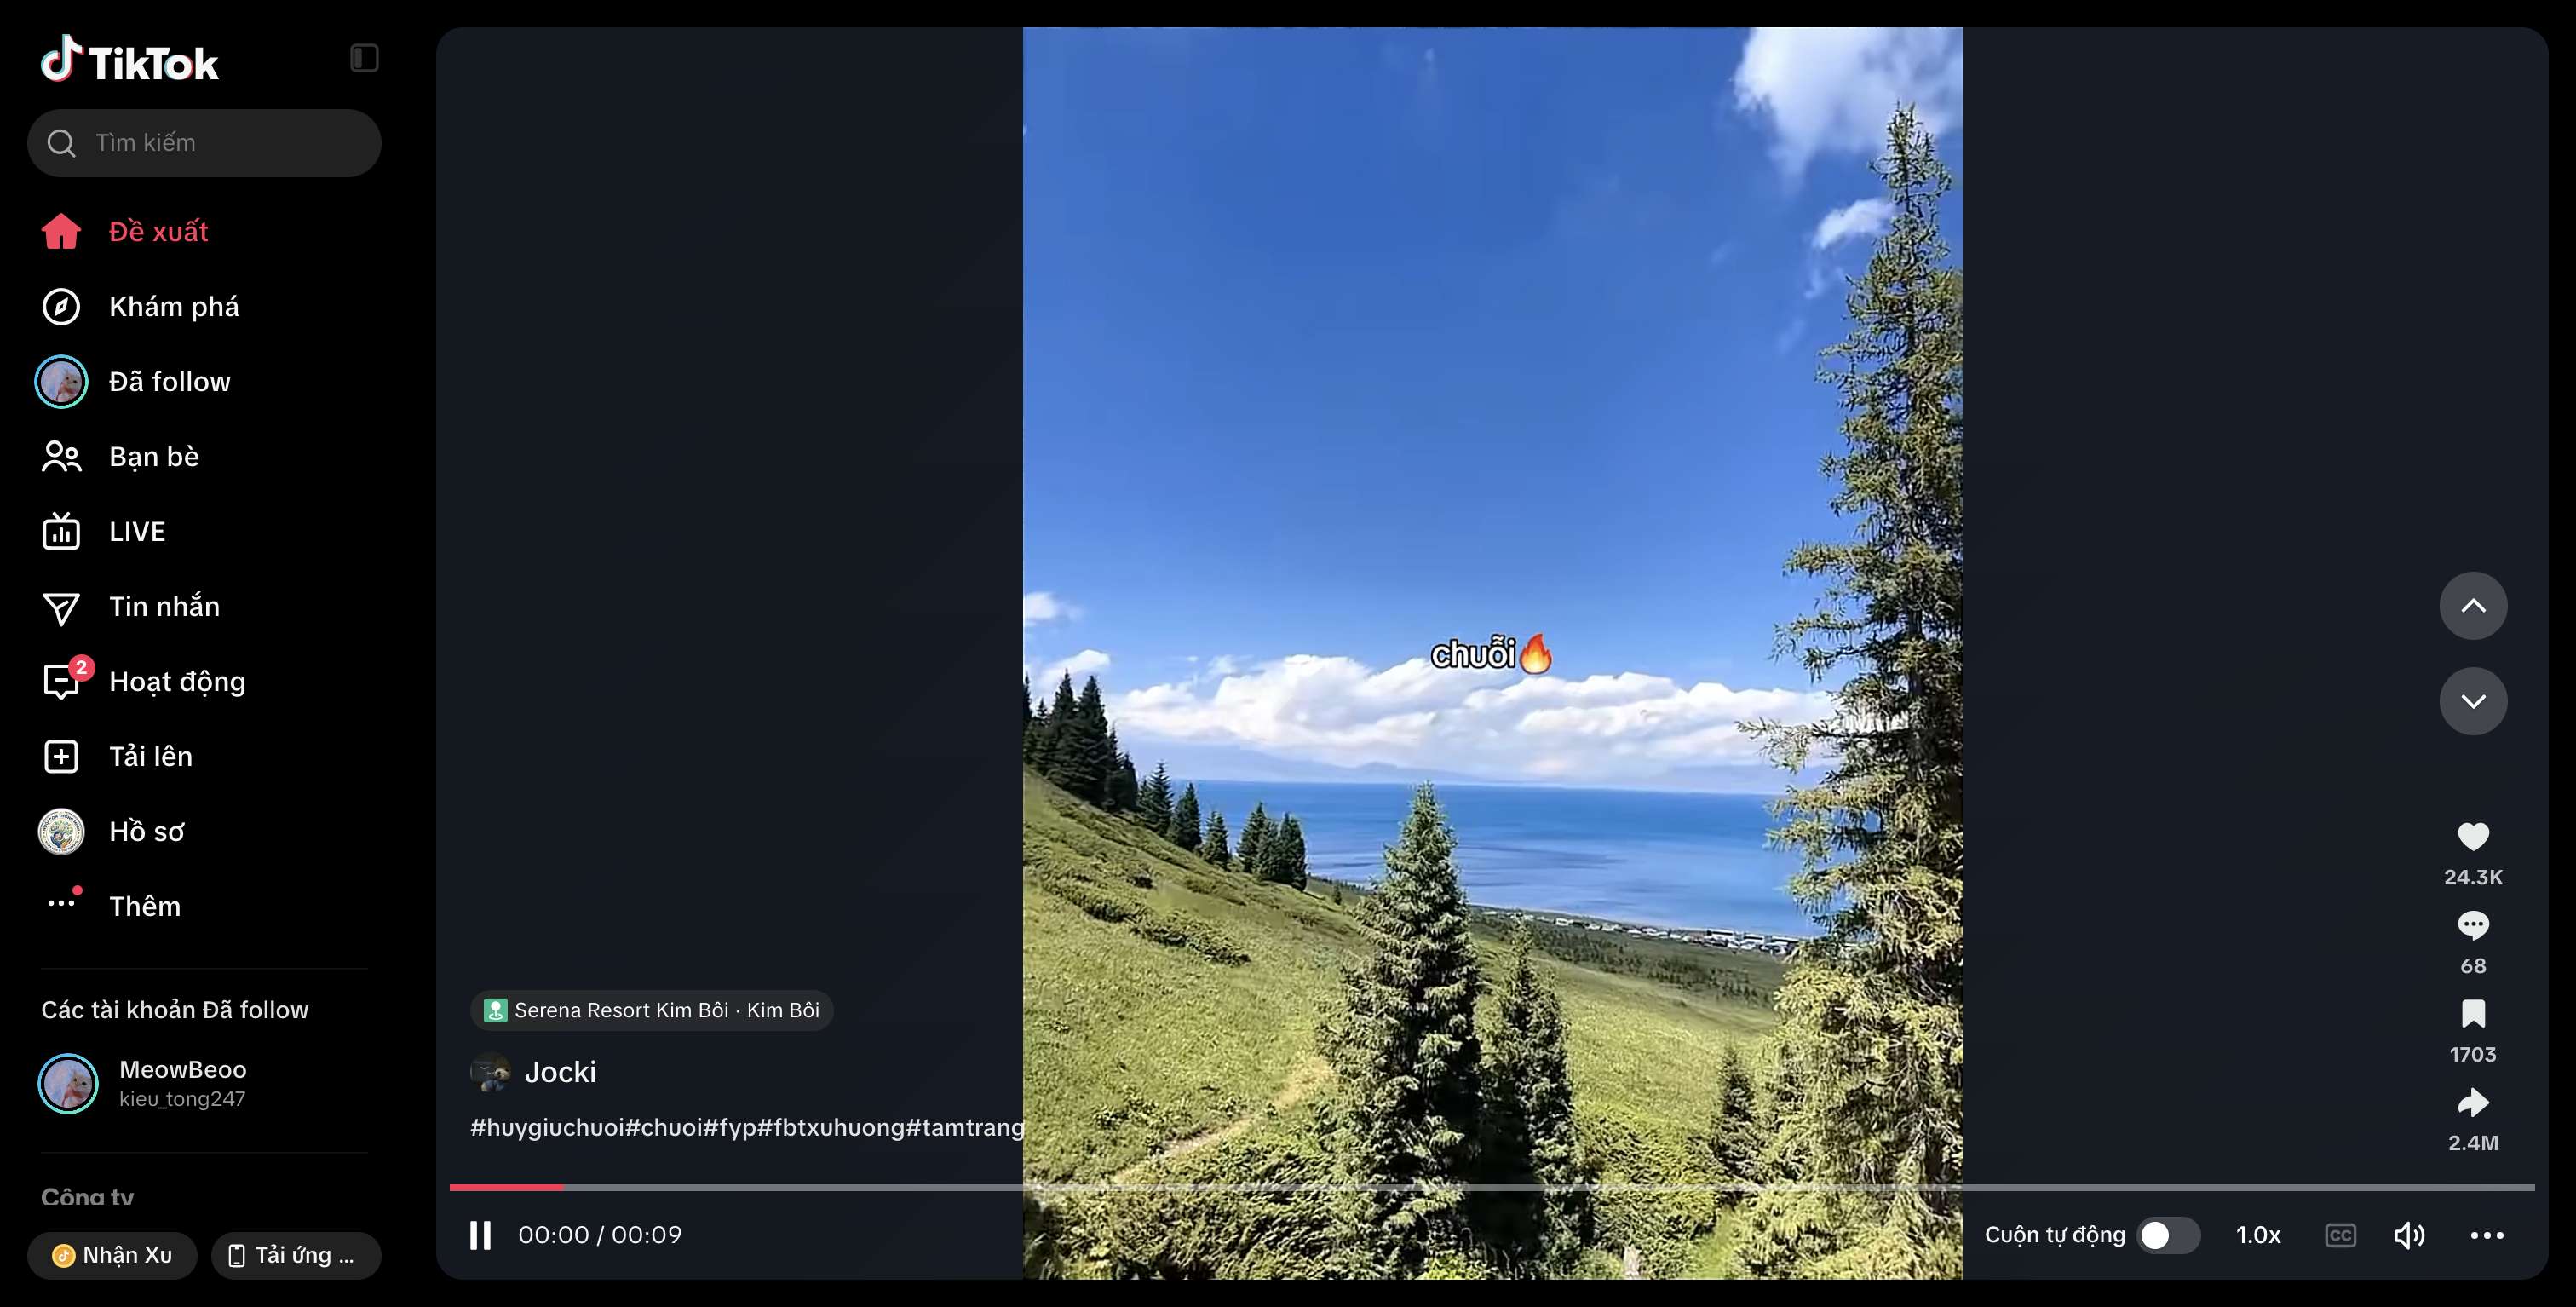 TikTok
Tìm kiếm
Đề xuất
Khám phá
Đã follow
Bạn bè
LIVE
Tin nhắn
2
Hoạt động
Tải lên
Hồ sơ
Thêm
Các tài khoản Đã follow
MeowBeoo
kieu_tong247
Công ty
Nhận Xu
Tải ứng ...
chuỗi🔥
Serena Resort Kim Bôi · Kim Bôi
Jocki
#huygiuchuoi#chuoi#fyp#fbtxuhuong#tamtrang
00:00 / 00:09
24.3K
68
1703
2.4M
Cuộn tự động
1.0x
CC